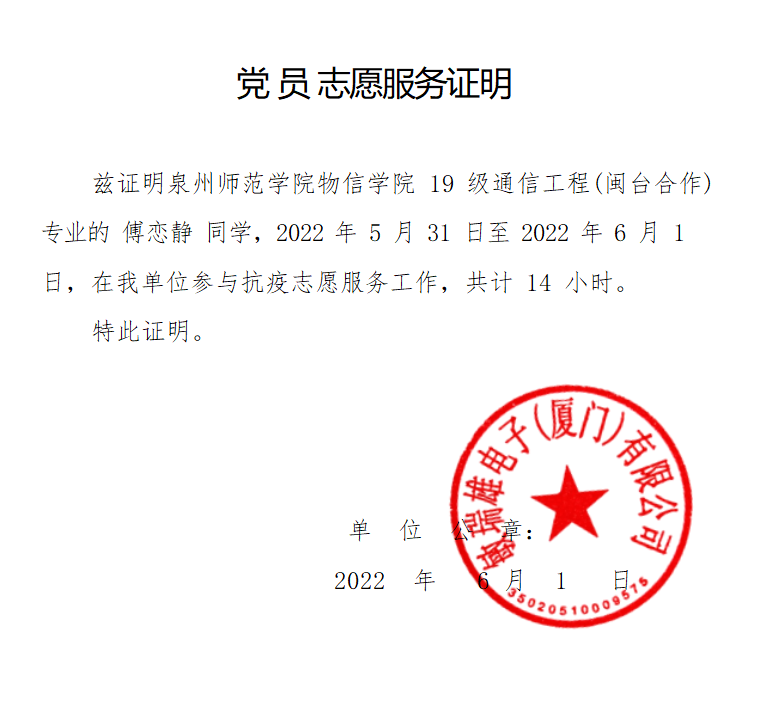 党 员 志愿服务证明
兹证明泉州师范学院物信学院 19 级通信工程(闽台合作)
专业的 傅恋静 同学，2022 年 5 月 31 日至 2022 年 6 月 1
日，在我单位参与抗疫志愿服务工作，共计 14 小时。
特此证明。
瑞雄电子(厦门)有限公司
单 位 公 章：
2022 年 6 月 1 日
35020510009575